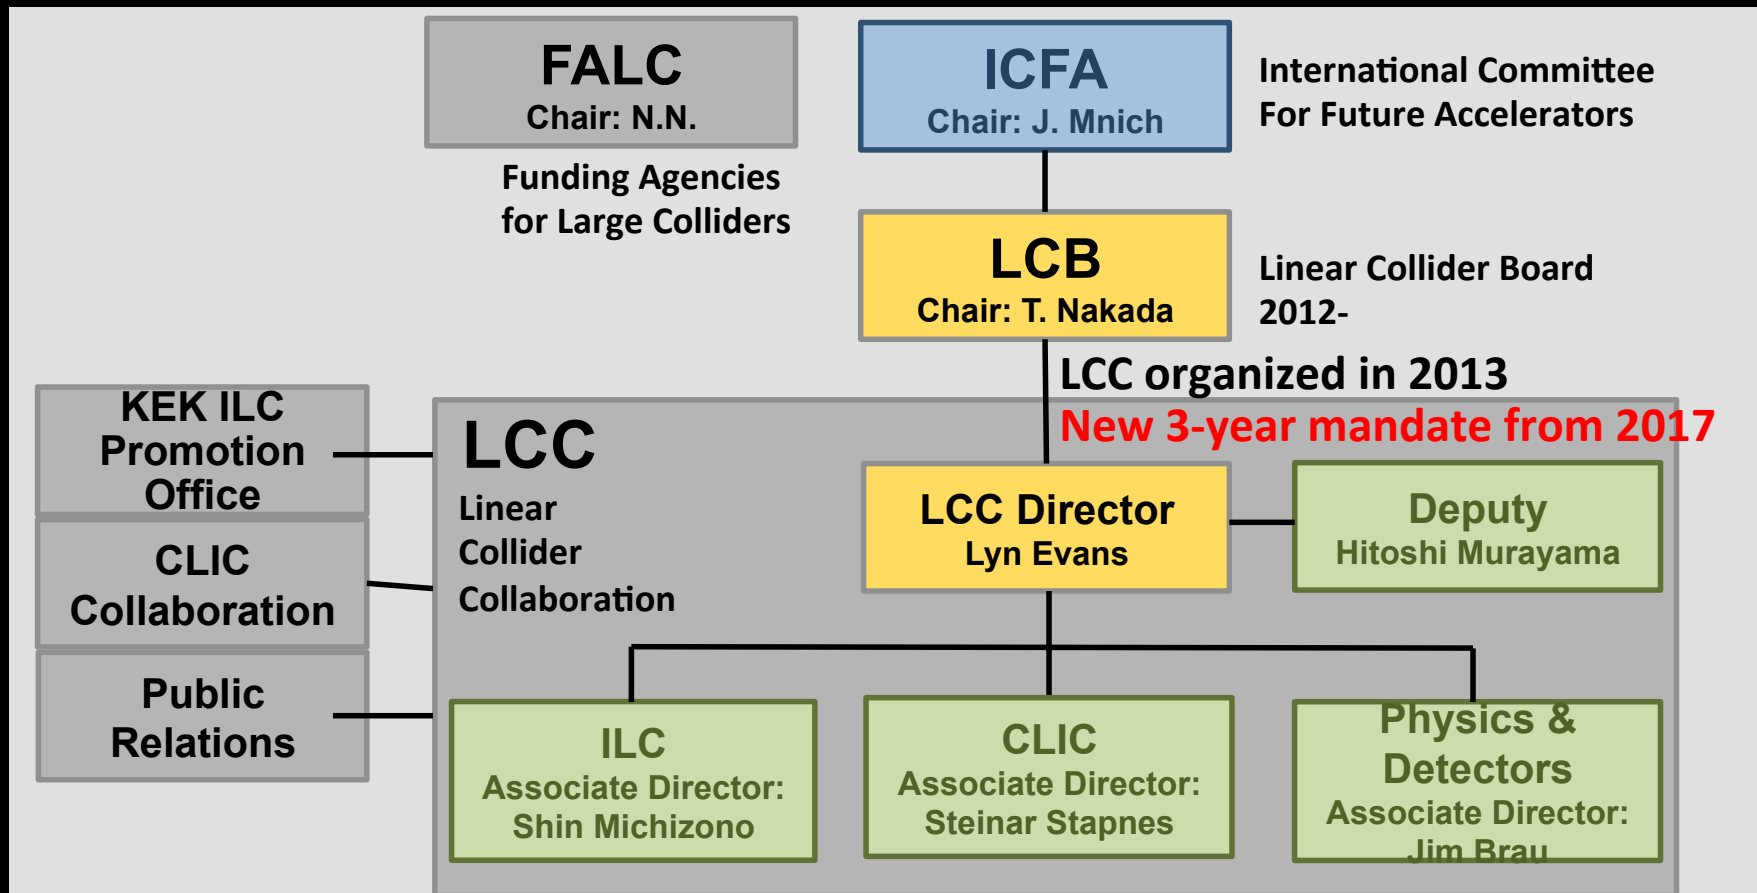 FALC
Chair: N.N.
Funding Agencies
for Large Colliders
ICFA
Chair: J. Mnich
International Committee
For Future Accelerators
LCB
Chair: T. Nakada
Linear Collider Board
2012-
LCC organized in 2013
New 3-year mandate from 2017
KEK ILC
Promotion
Office
CLIC
Collaboration
Public
Relations
LCC
Linear
Collider
Collaboration
LCC Director
Lyn Evans
Deputy
Hitoshi Murayama
ILC
Associate Director:
Shin Michizono
CLIC
Associate Director:
Steinar Stapnes
Physics &
Detectors
Associate Director:
Jim Brau